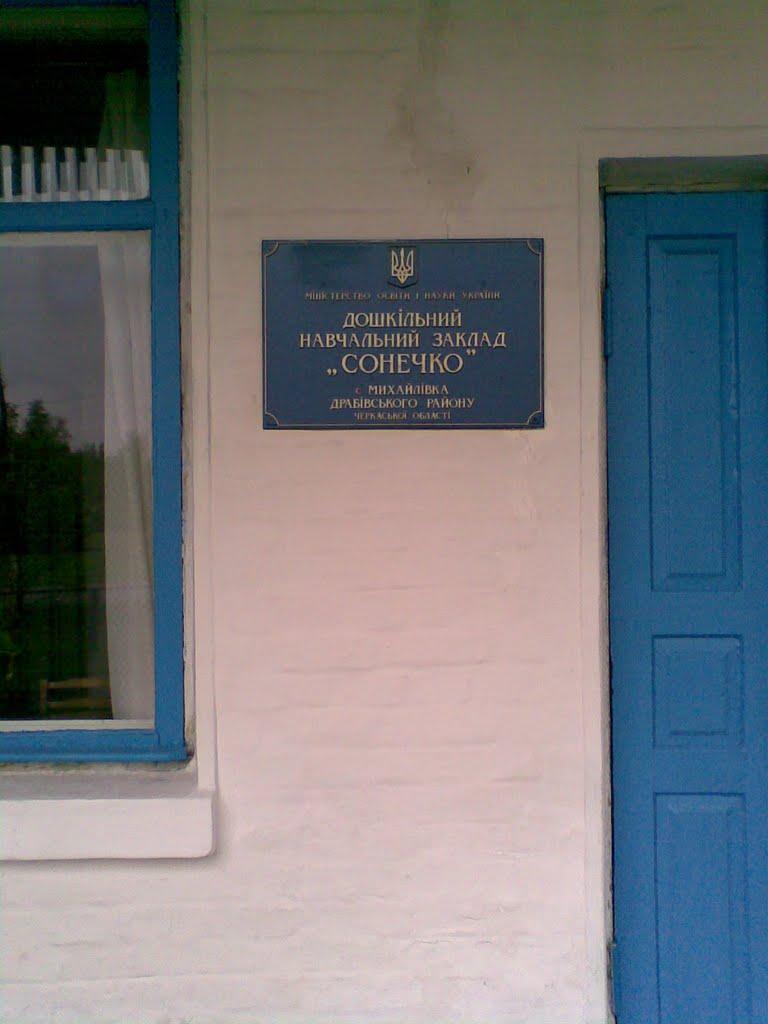 МІНІСТЕРСТВО ОСВІТИ І НАУКИ УКРАЇНИ
ДОШКІЛЬНИЙ
НАВЧАЛЬНИЙ ЗАКЛАД
„СОНЕЧКО”
с МИХАЙЛІВКА
ДРАБІВСЬКОГО РАЙОНУ
ЧЕРКАСЬКОЇ ОБЛАСТІ